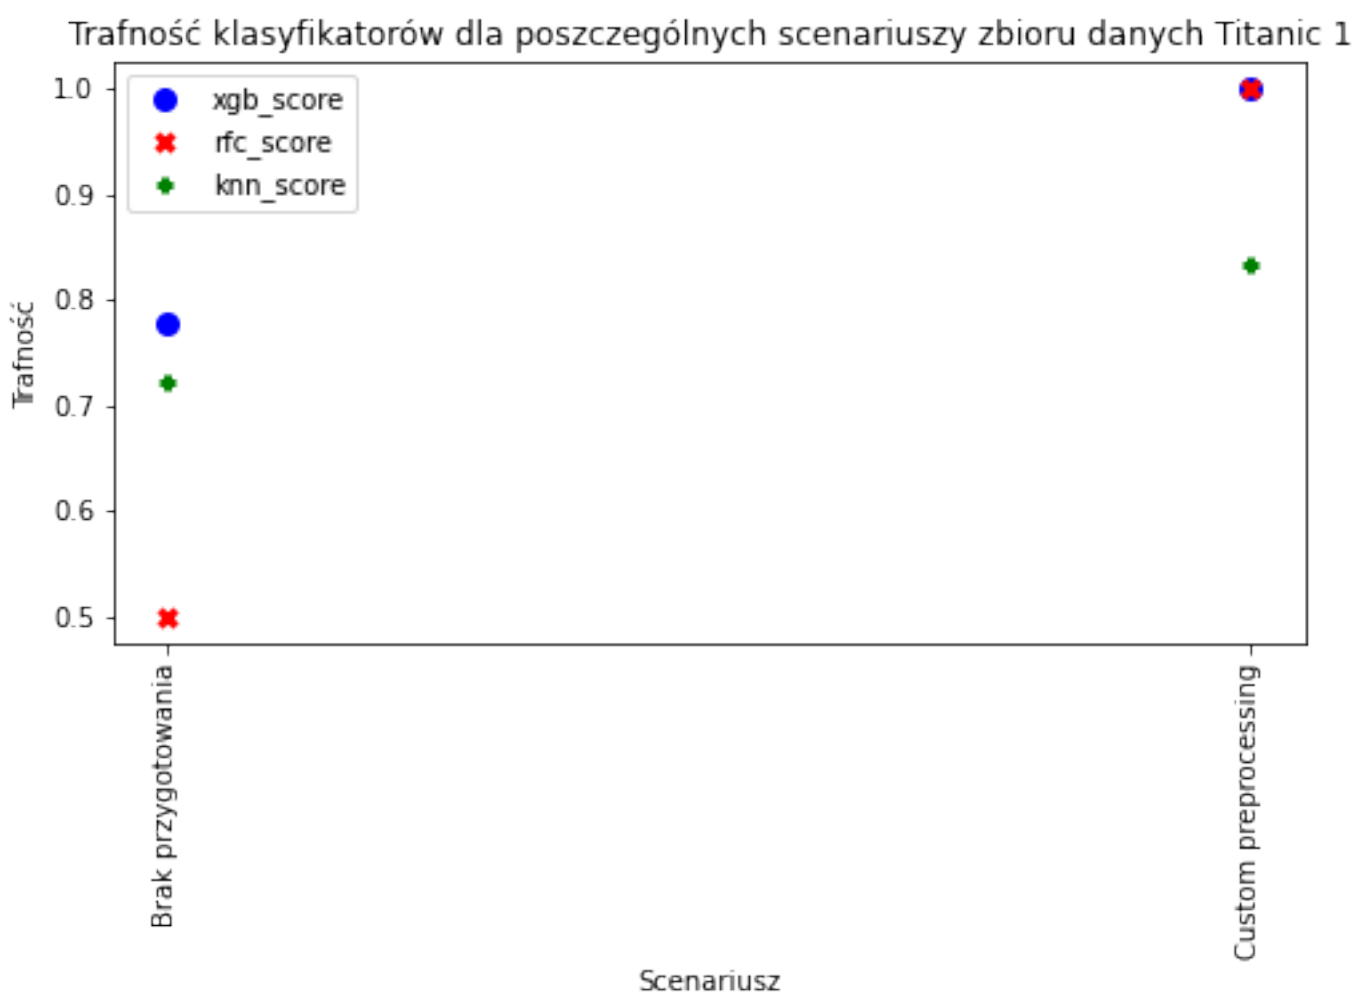 Trafność klasyfikatorów dla poszczególnych scenariuszy zbioru danych Titanic 1
xgb_score
rfc_score
knn_score
1.0
0.9
0.8
0.7
0.6
0.5
Trafność
Brak przygotowania
Custom preprocessing
Scenariusz